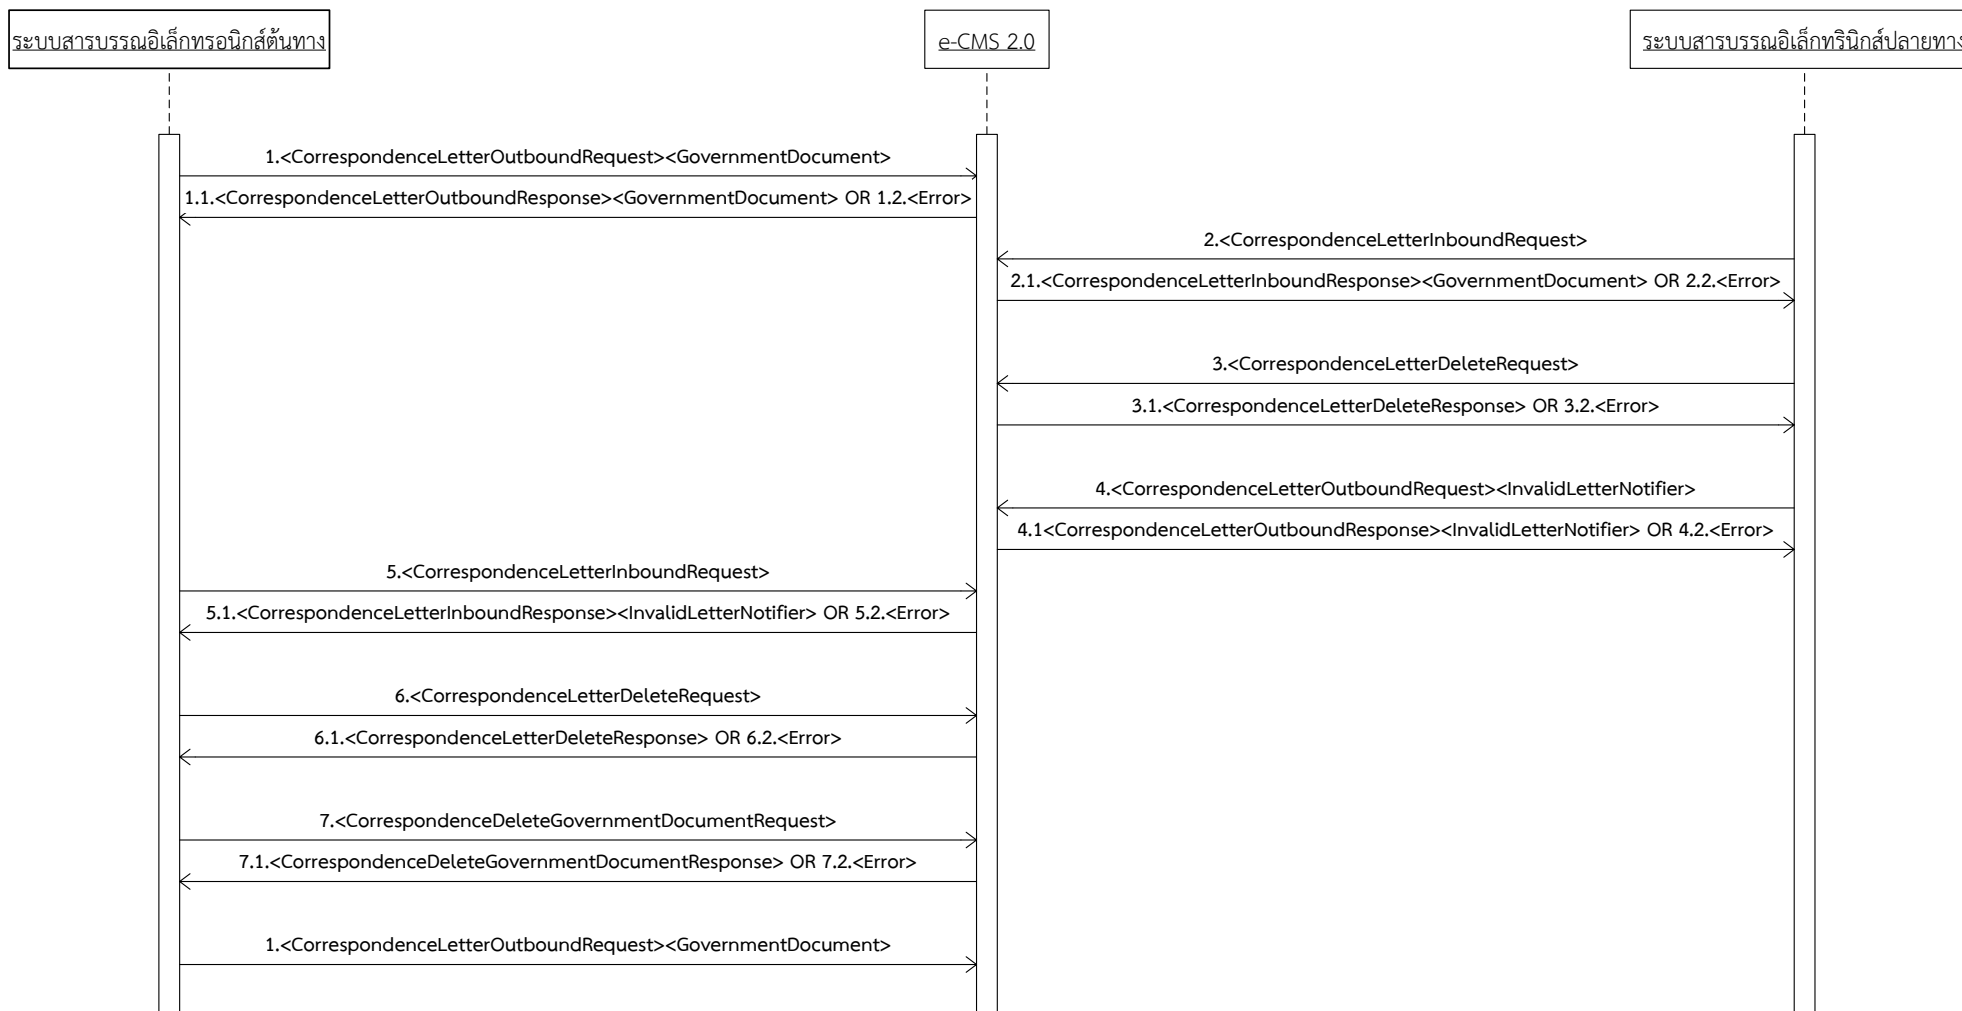 ระบบสารบรรณอิเล็กทรอนิกส์ต้นทาง
e-CMS 2.0
ระบบสารบรรณอิเล็กทรินิกส์ปลายทาง
1.<CorrespondenceLetterOutboundRequest><GovernmentDocument>
1.1.<CorrespondenceLetterOutboundResponse><GovernmentDocument> OR 1.2.<Error>
2.<CorrespondenceLetterInboundRequest>
2.1.<CorrespondenceLetterInboundResponse><GovernmentDocument> OR 2.2.<Error>
3.<CorrespondenceLetterDeleteRequest>
3.1.<CorrespondenceLetterDeleteResponse> OR 3.2.<Error>
4.<CorrespondenceLetterOutboundRequest><InvalidLetterNotifier>
4.1<CorrespondenceLetterOutboundResponse><InvalidLetterNotifier> OR 4.2.<Error>
5.<CorrespondenceLetterInboundRequest>
5.1.<CorrespondenceLetterInboundResponse><InvalidLetterNotifier> OR 5.2.<Error>
6.<CorrespondenceLetterDeleteRequest>
6.1.<CorrespondenceLetterDeleteResponse> OR 6.2.<Error>
7.<CorrespondenceDeleteGovernmentDocumentRequest>
7.1.<CorrespondenceDeleteGovernmentDocumentResponse> OR 7.2.<Error>
1.<CorrespondenceLetterOutboundRequest><GovernmentDocument>